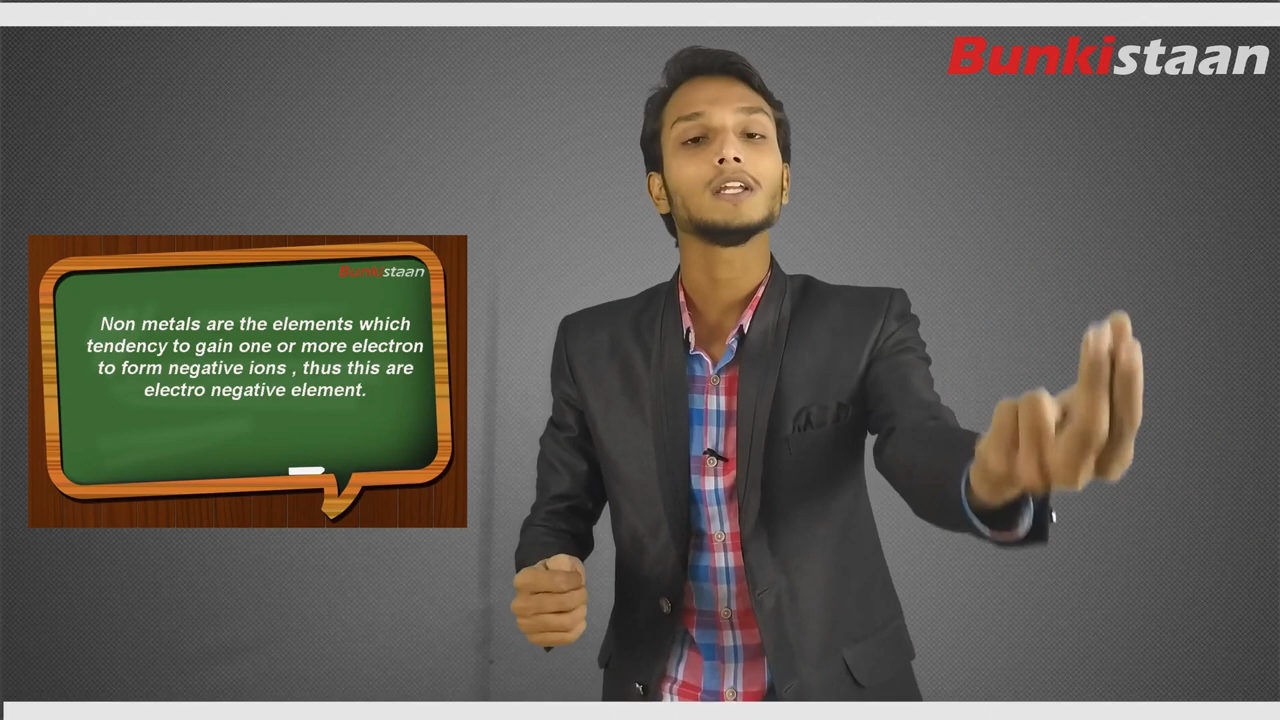 Bunkistaan
Bunkistaan
Non metals are the elements which
tendency to gain one or more electron
to form negative ions , thus this are
electro negative element.